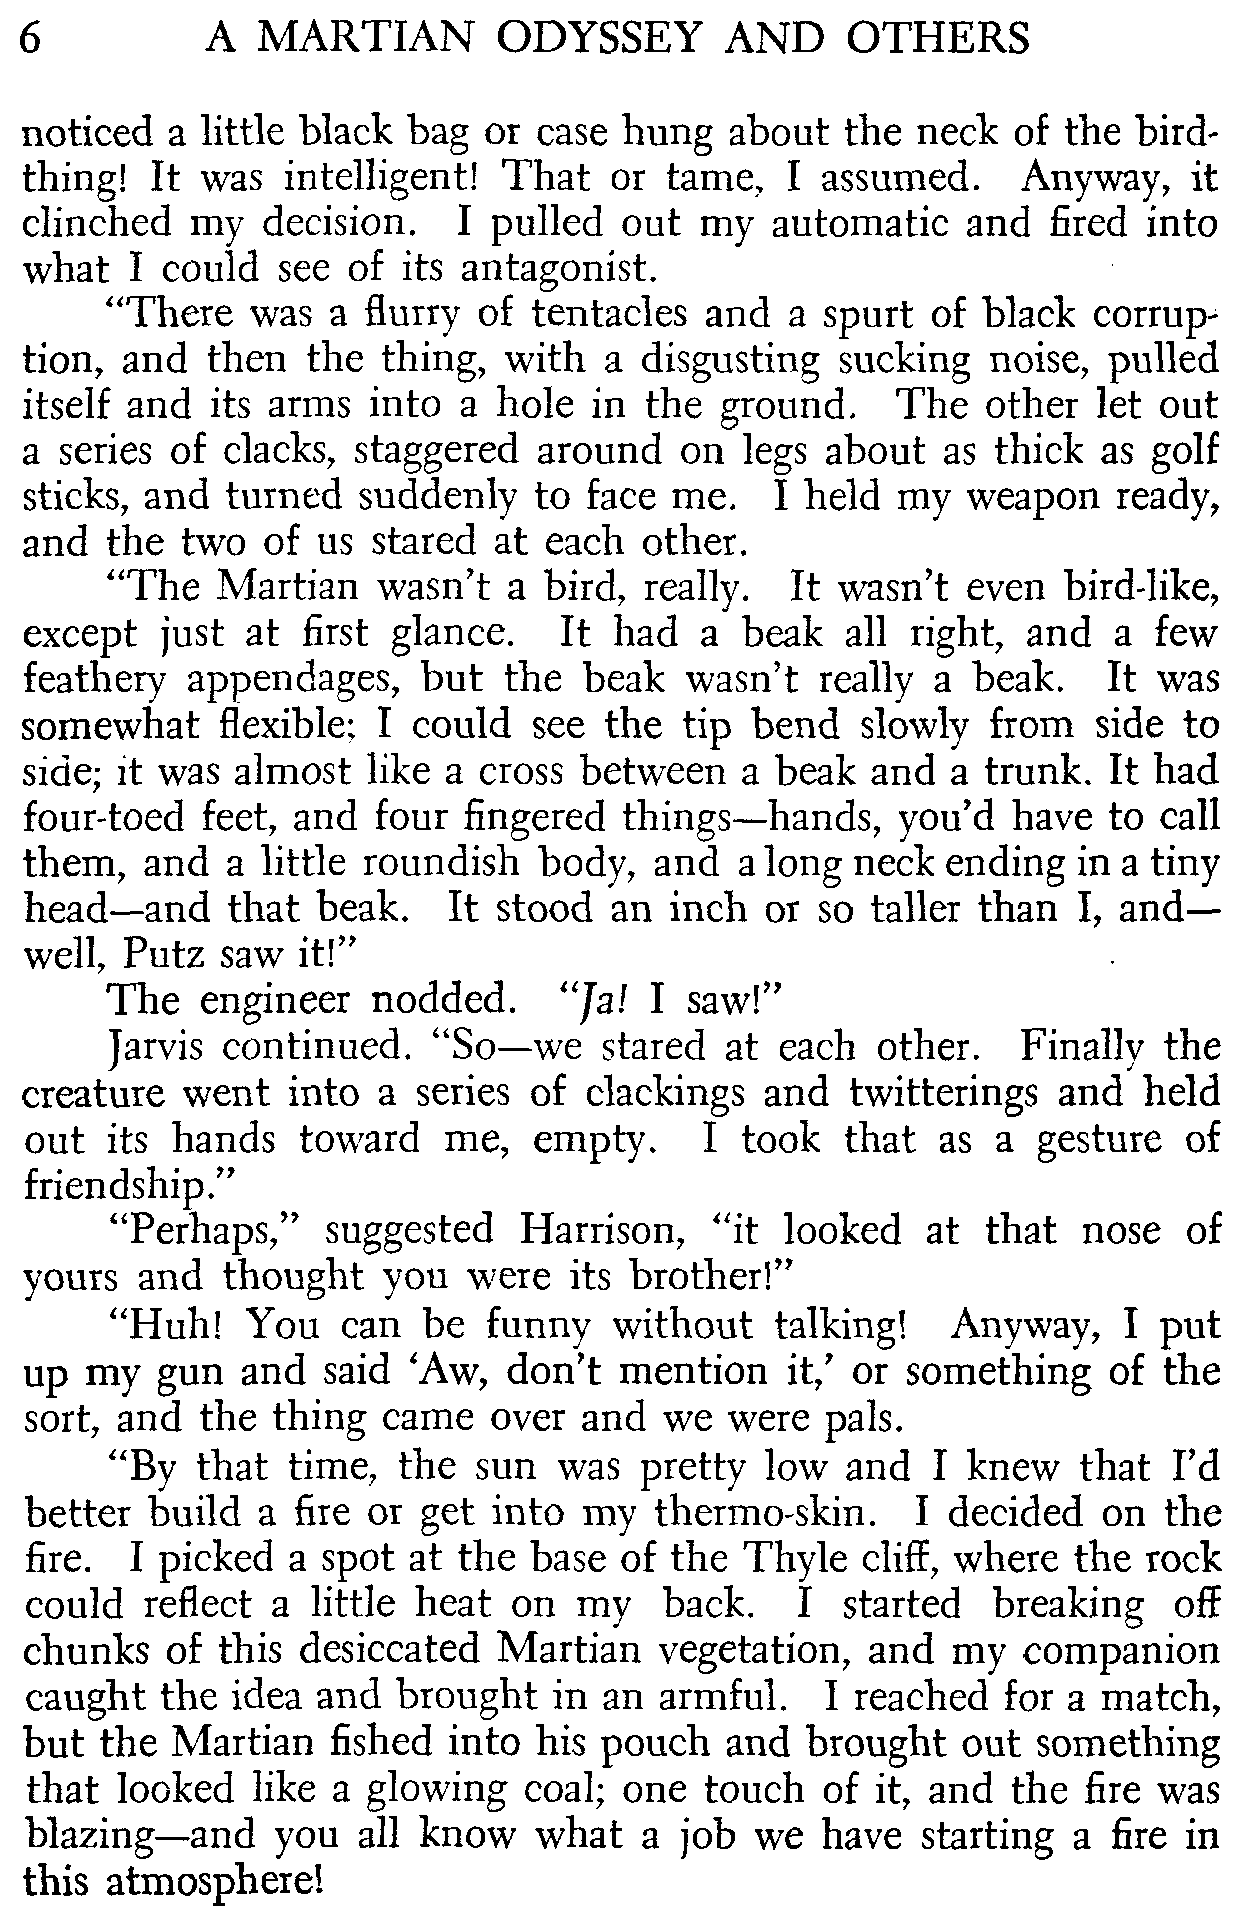 6 A MARTIAN ODYSSEY AND OTHERS
noticed a little black bag or case hung about the neck of the bird-
thing! It was intelligent! That or tame, I assumed. Anyway, it
clinched my decision. I pulled out my automatic and fired into
what I could see of its antagonist.
“There was a flurry of tentacles and a spurt of black corrup-
tion, and then the thing, with a disgusting sucking noise, pulled
itself and its arms into a hole in the ground. The other let out
a series of clacks, staggered around on legs about as thick as golf
sticks, and turned suddenly to face me. I held my weapon ready,
and the two of us stared at each other.
“The Martian wasn’t a bird, really. It wasn’t even bird-like,
except just at first glance. It had a beak all right, and a few
feathery appendages, but the beak wasn’t really a beak. It was
somewhat flexible; I could see the tip bend slowly from side to
side; it was almost like a cross between a beak and a trunk. It had
four-toed feet, and four fingered things—hands, you’d have to call
them, and a little roundish body, and a long neck ending in a tiny
head—and that beak. It stood an inch or so taller than I, and—
well, Putz saw it!”
The engineer nodded. “Ja! I saw!”
Jarvis continued. “So—we stared at each other. Finally the
creature went into a series of clackings and twitterings and held
out its hands toward me, empty. I took that as a gesture of
friendship.”
“Perhaps,” suggested Harrison, “it looked at that nose of
yours and thought you were its brother!”
“Huh! You can be funny without talking! Anyway, I put
up my gun and said ‘Aw, don’t mention it,’ or something of the
sort, and the thing came over and we were pals.
“By that time, the sun was pretty low and I knew that I’d
better build a fire or get into my thermo-skin. I decided on the
fire. I picked a spot at the base of the Thyle cliff, where the rock
could reflect a little heat on my back. I started breaking off
chunks of this desiccated Martian vegetation, and my companion
caught the idea and brought in an armful. I reached for a match,
but the Martian fished into his pouch and brought out something
that looked like a glowing coal; one touch of it, and the fire was
blazing—and you all know what a job we have starting a fire in
this atmosphere!